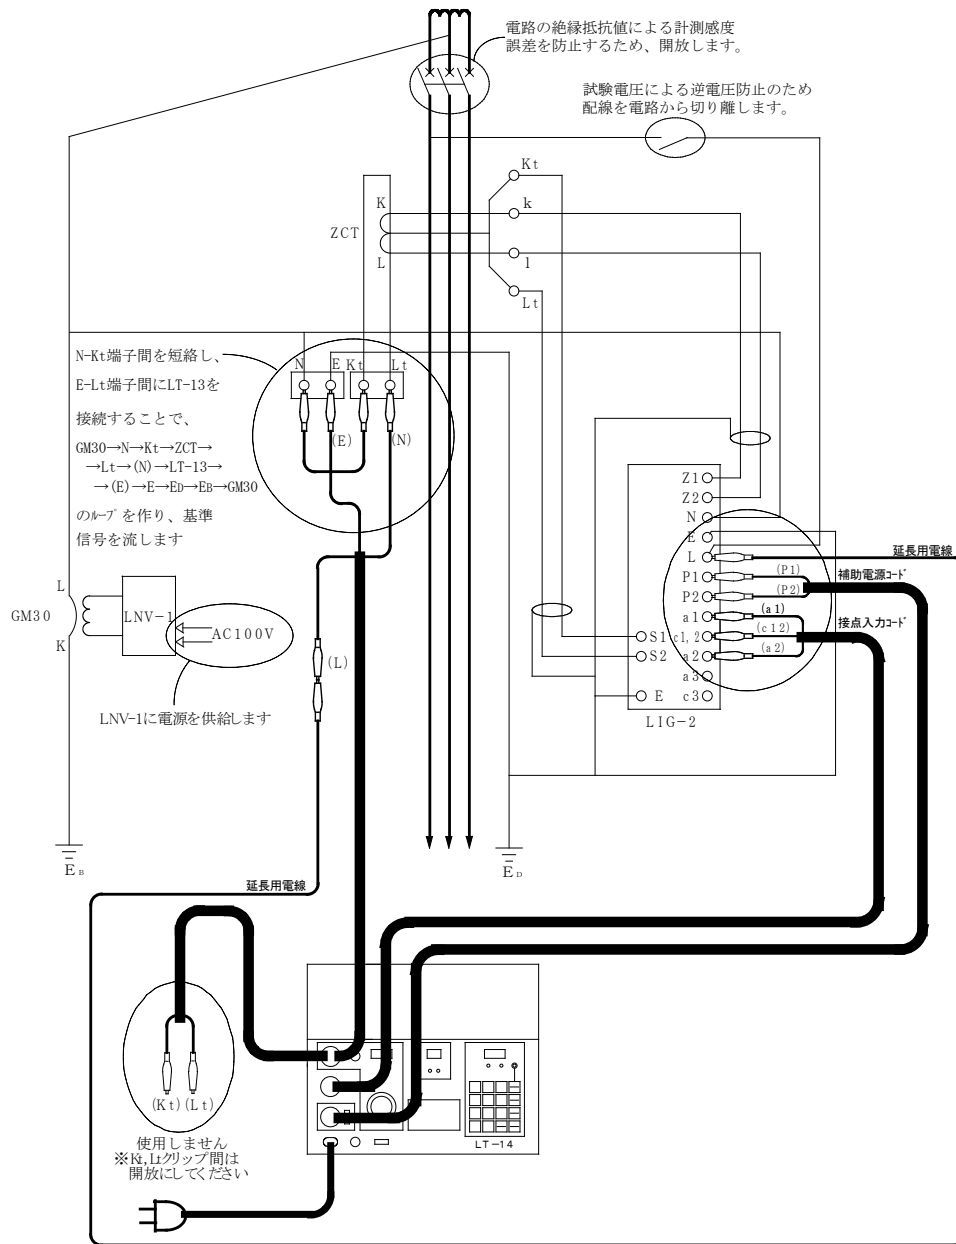 電路の絶縁抵抗値による計測感度
誤差を防止するため、開放します。
試験電圧による逆電圧防止のため
配線を電路から切り離します。
Kt
k
K
ZCT
L
l
Lt
N-Kt端子間を短絡し、
E-Lt端子間にLT-13を
接続することで、
GM30→N→Kt→ZCT→
→Lt→(N)→LT-13→
→(E)→E→ED→EB→GM30
のループを作り、基準
信号を流します
N E Kt Lt
(E) (N)
Z1
Z2
N
E
L
P1
P2
a1
S1 c1,2
S2 a2
a3
E c3
LIG-2
(P1)
(P2)
(a1)
(c12)
(a2)
延長用電線
補助電源コード
接点入力コード
L
GM30
K
LNV-1
AC100V
LNV-1に電源を供給します
(L)
EB
ED
延長用電線
(Kt)(Lt)
使用しません
※Kt,Ltクリップ間は
開放にしてください
LT-14